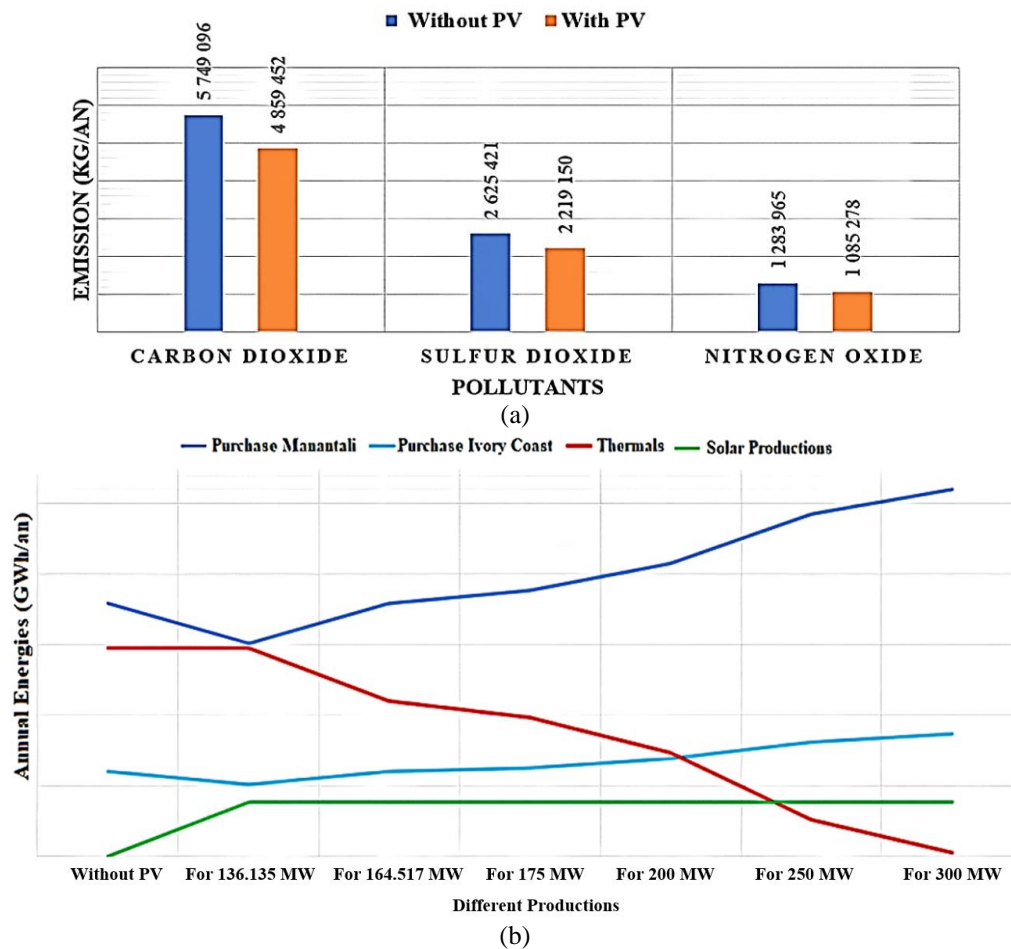 Without PV With PV
EMISSION (KG/AN)
5 749 096
4 859 452
2 625 421
2 219 150
1 283 965
1 085 278
CARBON DIOXIDE SULFUR DIOXIDE NITROGEN OXIDE
POLLUTANTS
(a)
Purchase Manantali Purchase Ivory Coast Thermals Solar Productions
Annual Energies (GWh/an)
Without PV For 136.135 MW For 164.517 MW For 175 MW For 200 MW For 250 MW For 300 MW
Different Productions
(b)